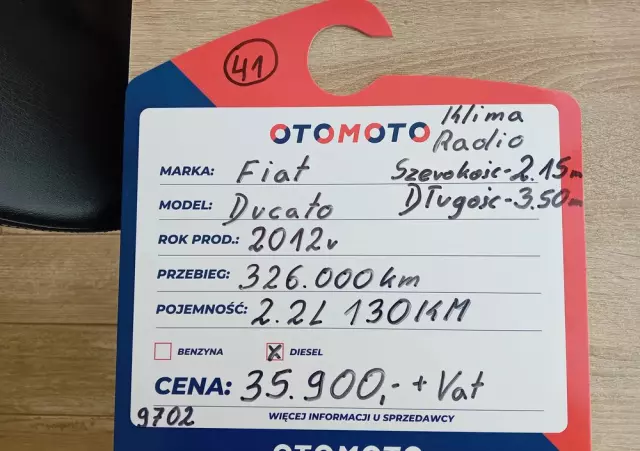 41
OTOMOTO
Klima
Radio
MARKA: Fiat
Szerokość-2.15m
MODEL: Ducato
Długość-3.50m
ROK PROD.: 2012r
PRZEBIEG: 326.000km
POJEMNOŚĆ: 2.2L 130KM
BENZYNA X DIESEL
CENA: 35.900,- + Vat
9702
WIĘCEJ INFORMACJI U SPRZEDAWCY
OTOMOTO